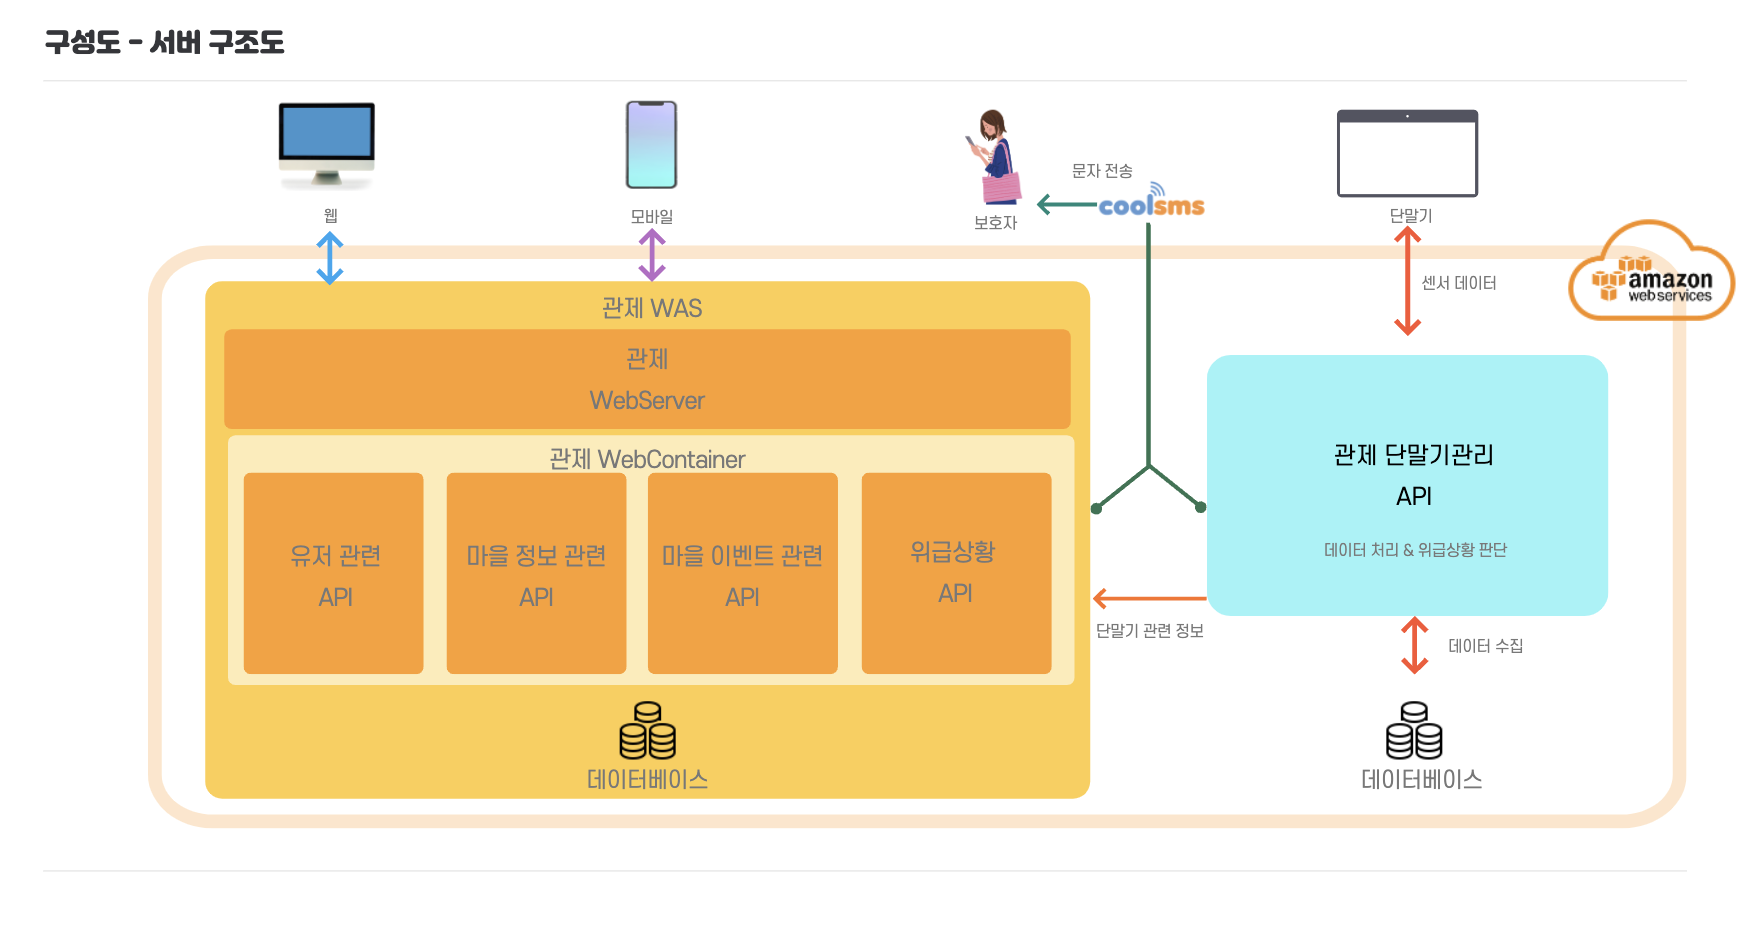 구성도 - 서버 구조도
문자 전송
coolsms
웹
모바일
보호자
단말기
센서 데이터
amazon
webservices
관제 WAS
관제
WebServer
관제 WebContainer
유저 관련
API
마을 정보 관련
API
마을 이벤트 관련
API
위급상황
API
관제 단말기관리
API
데이터 처리 & 위급상황 판단
단말기 관련 정보
데이터 수집
데이터베이스
데이터베이스